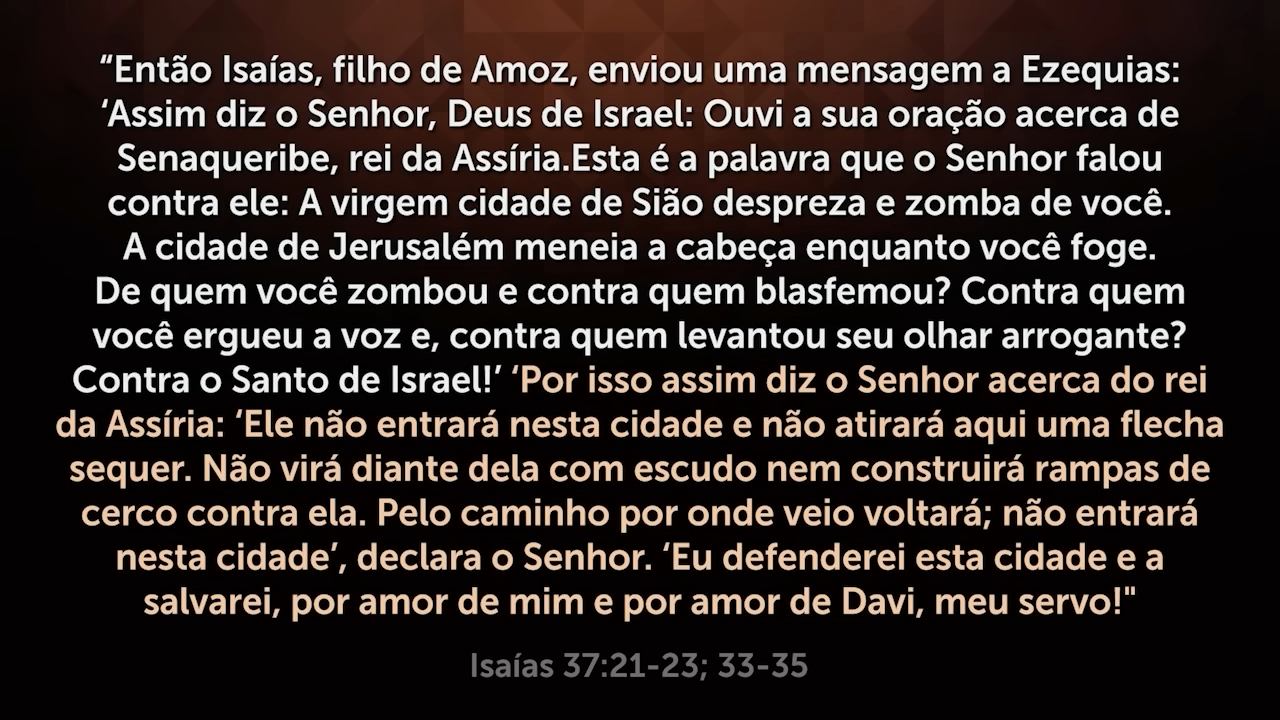 “Então Isaías, filho de Amoz, enviou uma mensagem a Ezequias:
‘Assim diz o Senhor, Deus de Israel: Ouvi a sua oração acerca de
Senaqueribe, rei da Assíria.Esta é a palavra que o Senhor falou
contra ele: A virgem cidade de Sião despreza e zomba de você.
A cidade de Jerusalém meneia a cabeça enquanto você foge.
De quem você zombou e contra quem blasfemou? Contra quem
você ergueu a voz e, contra quem levantou seu olhar arrogante?
Contra o Santo de Israel!’ ‘Por isso assim diz o Senhor acerca do rei
da Assíria: ‘Ele não entrará nesta cidade e não atirará aqui uma flecha
sequer. Não virá diante dela com escudo nem construirá rampas de
cerco contra ela. Pelo caminho por onde veio voltará; não entrará
nesta cidade’, declara o Senhor. ‘Eu defenderei esta cidade e a
salvarei, por amor de mim e por amor de Davi, meu servo!"
Isaías 37:21-23; 33-35